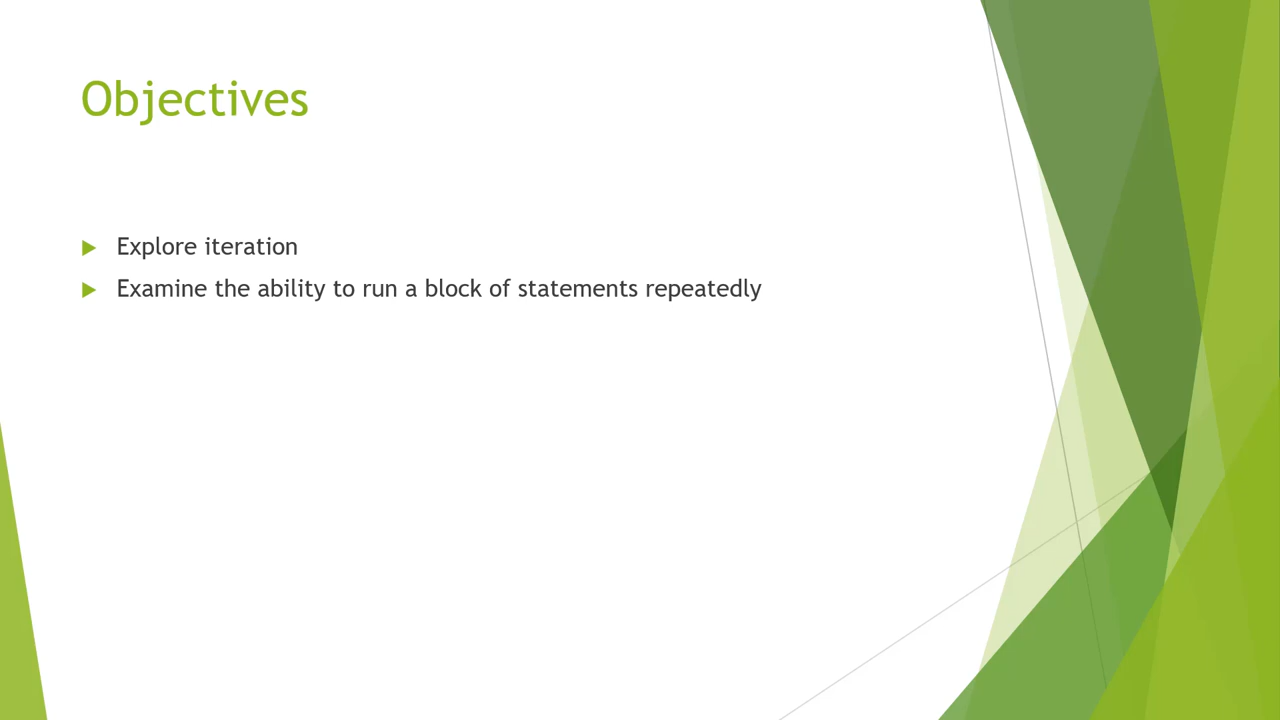 Objectives
Explore iteration
Examine the ability to run a block of statements repeatedly